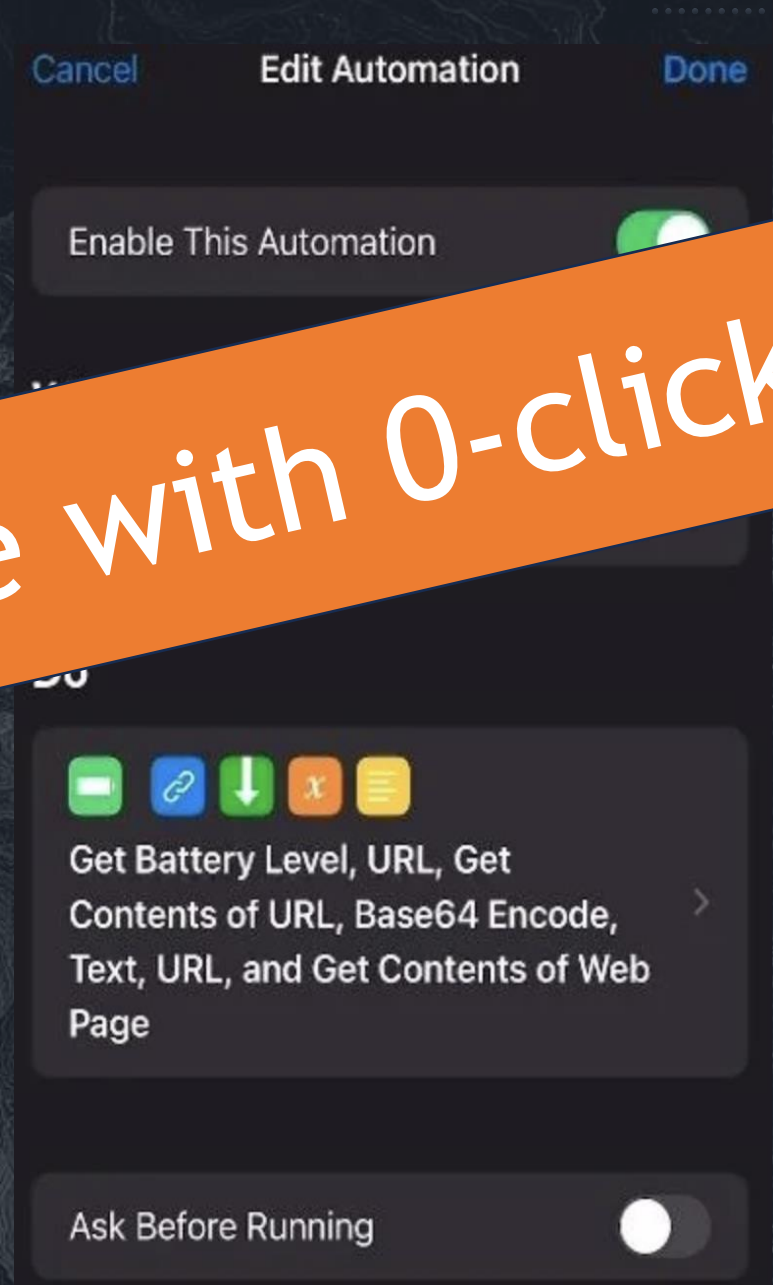 Cancel
Edit Automation
Done
Enable This Automation
with 0-click
Do
Get Battery Level, URL, Get
Contents of URL, Base64 Encode,
Text, URL, and Get Contents of Web
Page
Ask Before Running